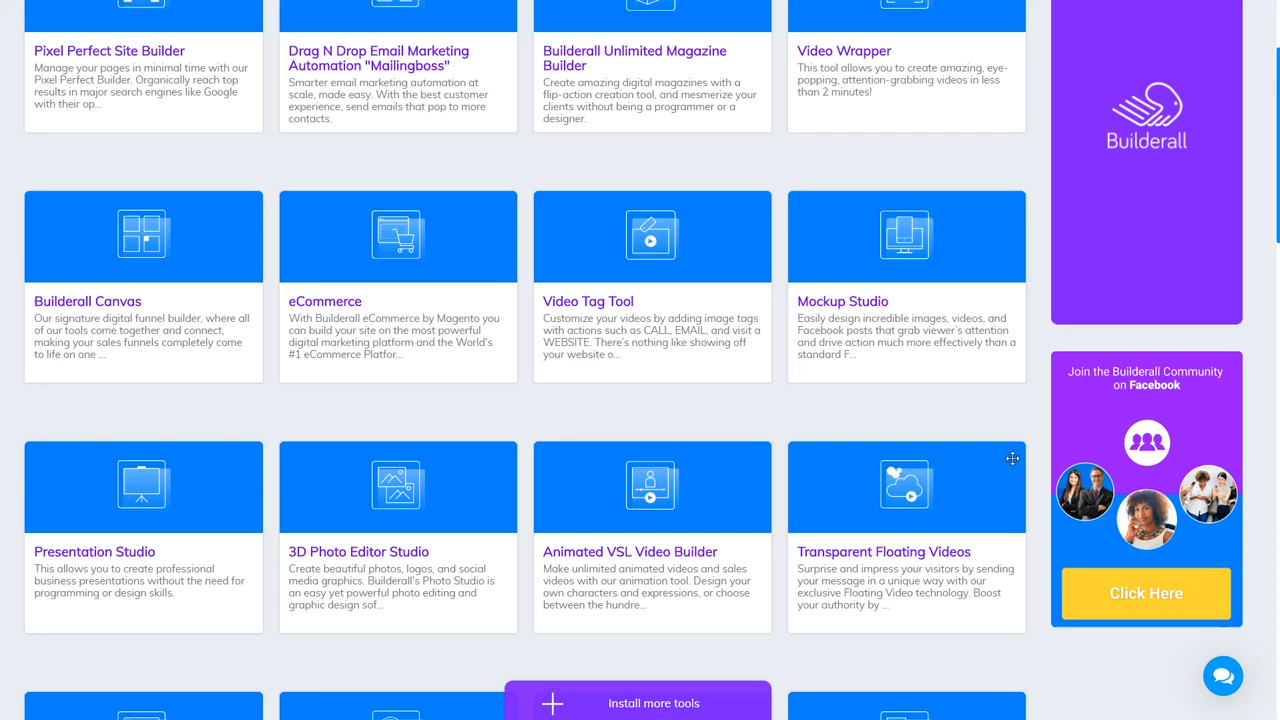 Pixel Perfect Site Builder
Manage your pages in minimal time with our
Pixel Perfect Builder. Organically reach top
results in major search engines like Google
with their op...
Drag N Drop Email Marketing
Automation "Mailingboss"
Smarter email marketing automation at
scale, made easy. With the best customer
experience, send emails that pop to more
contacts.
Builderall Unlimited Magazine
Builder
Create amazing digital magazines with a
flip-action creation tool, and mesmerize your
clients without being a programmer or a
designer.
Video Wrapper
This tool allows you to create amazing, eye-
popping, attention-grabbing videos in less
than 2 minutes!
Builderall
Builderall Canvas
Our signature digital funnel builder, where all
of our tools come together and connect,
making your sales funnels completely come
to life on one ...
eCommerce
With Builderall eCommerce by Magento you
can build your site on the most powerful
digital marketing platform and the World's
#1 eCommerce Platfor...
Video Tag Tool
Customize your videos by adding image tags
with actions such as CALL, EMAIL, and visit a
WEBSITE. There's nothing like showing off
your website o...
Mockup Studio
Easily design incredible images, videos, and
Facebook posts that grab viewer's attention
and drive action much more effectively than a
standard F...
Join the Builderall Community
on Facebook
Click Here
Presentation Studio
This allows you to create professional
business presentations without the need for
programming or design skills.
3D Photo Editor Studio
Create beautiful photos, logos, and social
media graphics. Builderall's Photo Studio is
an easy yet powerful photo editing and
graphic design sof...
Animated VSL Video Builder
Make unlimited animated videos and sales
videos with our animation tool. Design your
own characters and expressions, or choose
between the hundre...
Transparent Floating Videos
Surprise and impress your visitors by sending
your message in a unique way with our
exclusive Floating Video technology. Boost
your authority by ...
Install more tools